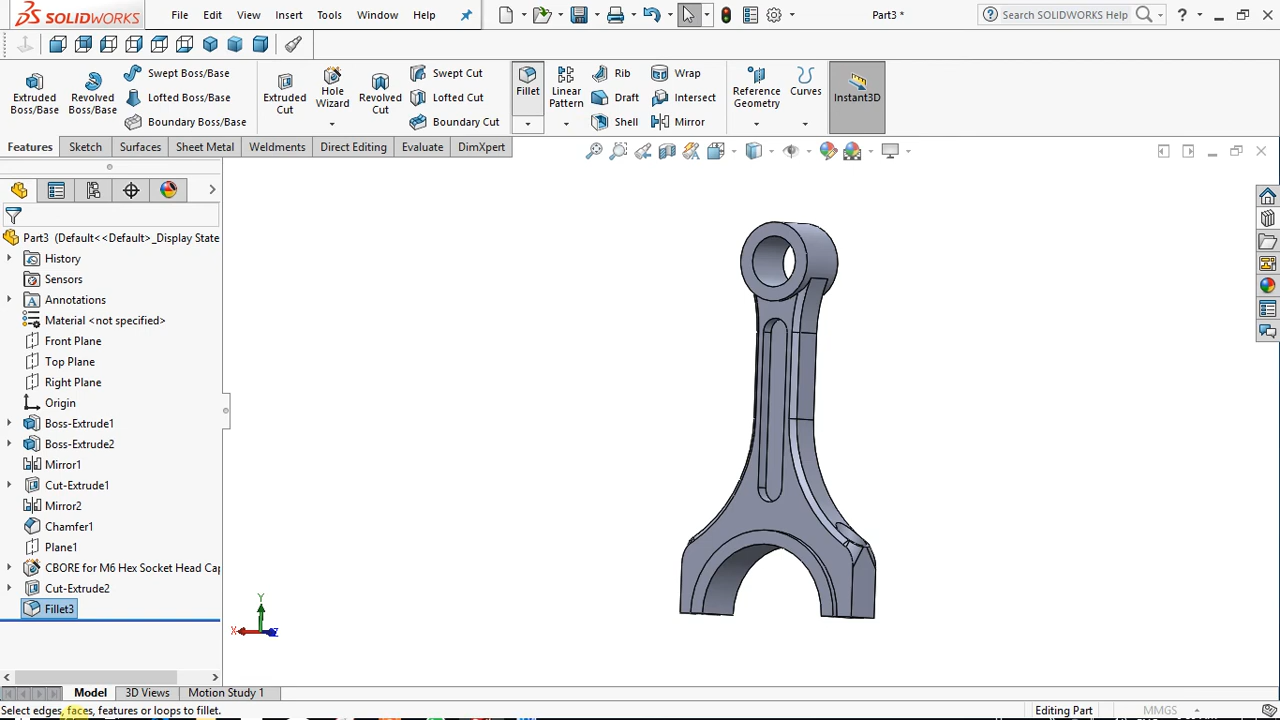 SOLIDWORKS File Edit View Insert Tools Window Help Part3 * Search SOLIDWORKS Help ?
Extruded Boss/Base
Revolved Boss/Base
Swept Boss/Base
Lofted Boss/Base
Boundary Boss/Base
Extruded Cut
Hole Wizard
Revolved Cut
Swept Cut
Lofted Cut
Boundary Cut
Fillet
Linear Pattern
Rib
Draft
Shell
Wrap
Intersect
Mirror
Reference Geometry
Curves
Instant3D
Features Sketch Surfaces Sheet Metal Weldments Direct Editing Evaluate DimXpert
Part3 (Default<<Default>_Display State
History
Sensors
Annotations
Material <not specified>
Front Plane
Top Plane
Right Plane
Origin
Boss-Extrude1
Boss-Extrude2
Mirror1
Cut-Extrude1
Mirror2
Chamfer1
Plane1
CBORE for M6 Hex Socket Head Cap
Cut-Extrude2
Fillet3
Y
X Z
Model 3D Views Motion Study 1
Select edges, faces, features or loops to fillet. Editing Part MMGS